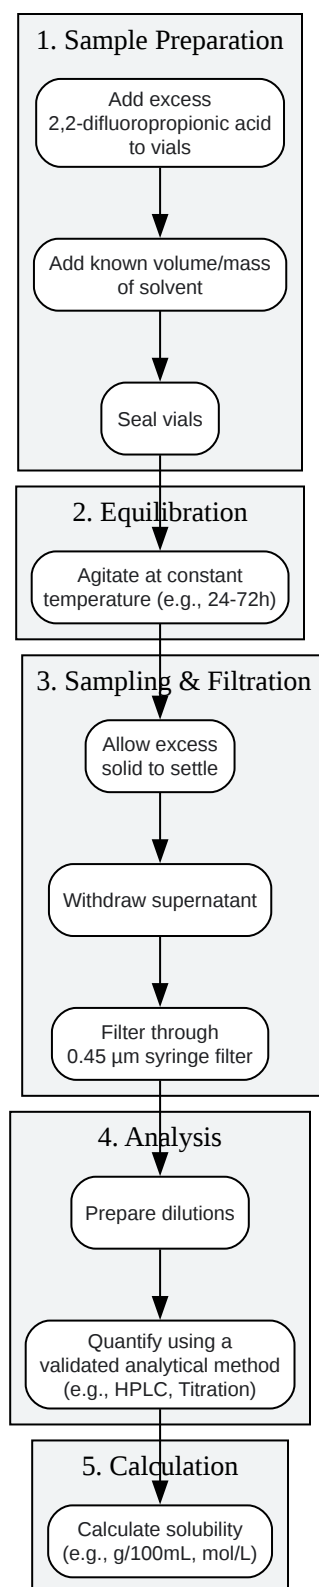 1. Sample Preparation
Add excess
2,2-difluoropropionic acid
to vials
Add known volume/mass
of solvent
Seal vials
2. Equilibration
Agitate at constant
temperature (e.g., 24-72h)
3. Sampling & Filtration
Allow excess
solid to settle
Withdraw supernatant
Filter through
0.45 µm syringe filter
4. Analysis
Prepare dilutions
Quantify using a
validated analytical method
(e.g., HPLC, Titration)
5. Calculation
Calculate solubility
(e.g., g/100mL, mol/L)